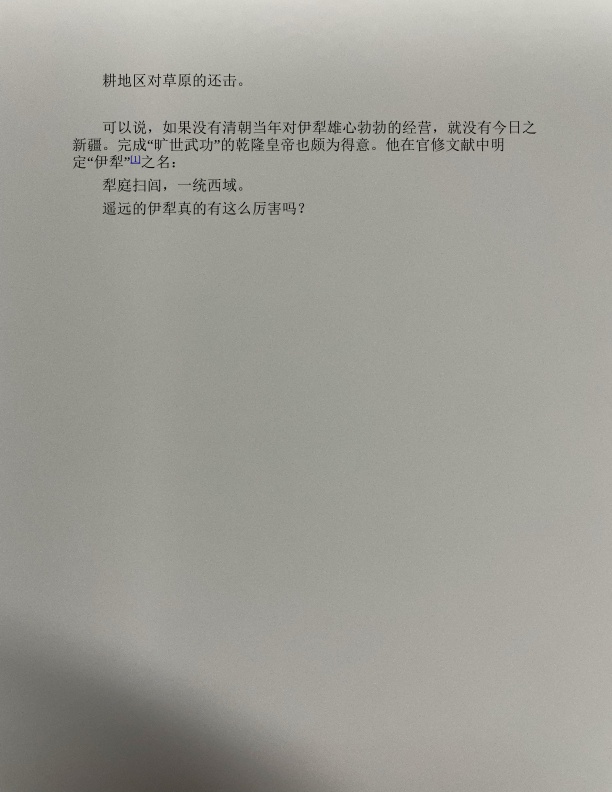 耕地区对草原的还击。
可以说，如果没有清朝当年对伊犁雄心勃勃的经营，就没有今日之
新疆。完成“旷世武功”的乾隆皇帝也颇为得意。他在官修文献中明
定“伊犁”[1]之名：
犁庭扫闾，一统西域。
遥远的伊犁真的有这么厉害吗？